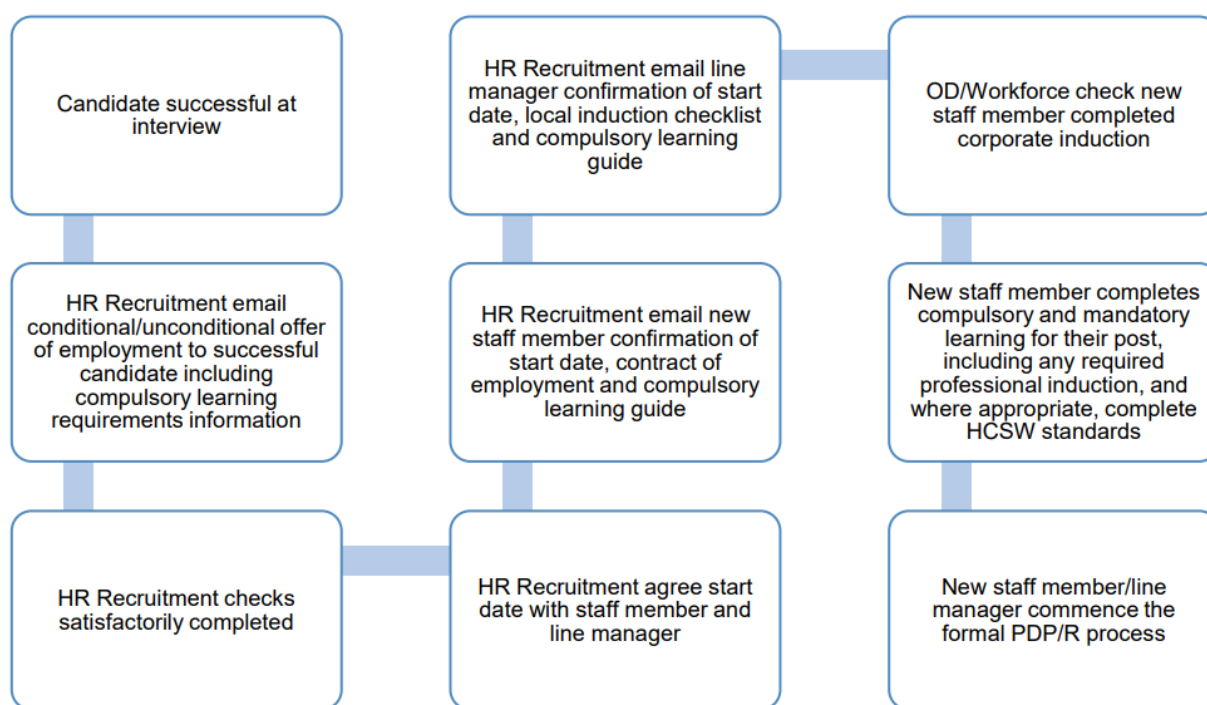 Candidate successful at
interview
HR Recruitment email
conditional/unconditional offer
of employment to successful
candidate including
compulsory learning
requirements information
HR Recruitment checks
satisfactorily completed
HR Recruitment agree start
date with staff member and
line manager
HR Recruitment email new
staff member confirmation of
start date, contract of
employment and compulsory
learning guide
HR Recruitment email line
manager confirmation of start
date, local induction checklist
and compulsory learning
guide
OD/Workforce check new
staff member completed
corporate induction
New staff member completes
compulsory and mandatory
learning for their post,
including any required
professional induction, and
where appropriate, complete
HCSW standards
New staff member/line
manager commence the
formal PDP/R process